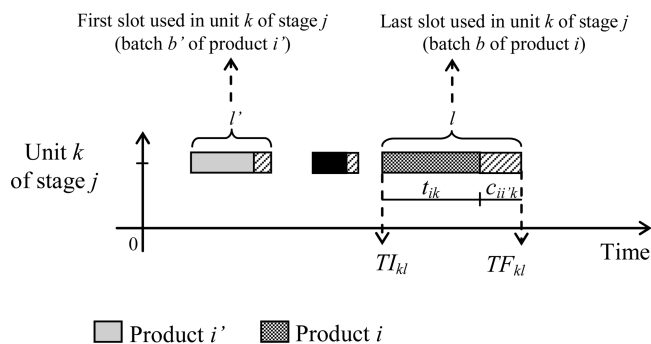 First slot used in unit k of stage j
(batch b’ of product i’)
Last slot used in unit k of stage j
(batch b of product i)
l’
l
Unit k
of stage j
t_ik
c_ii’k
0
Time
TI_kl
TF_kl
Product i’
Product i